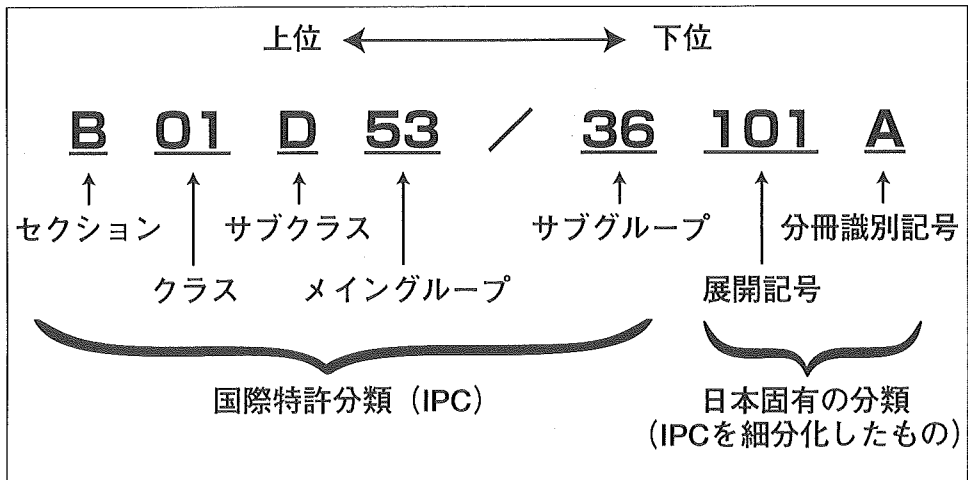 上位 ←→ 下位
B 01 D 53 / 36 101 A
セクション サブクラス サブグループ 分冊識別記号
クラス メイングループ 展開記号
国際特許分類（IPC） 日本固有の分類
（IPCを細分化したもの）